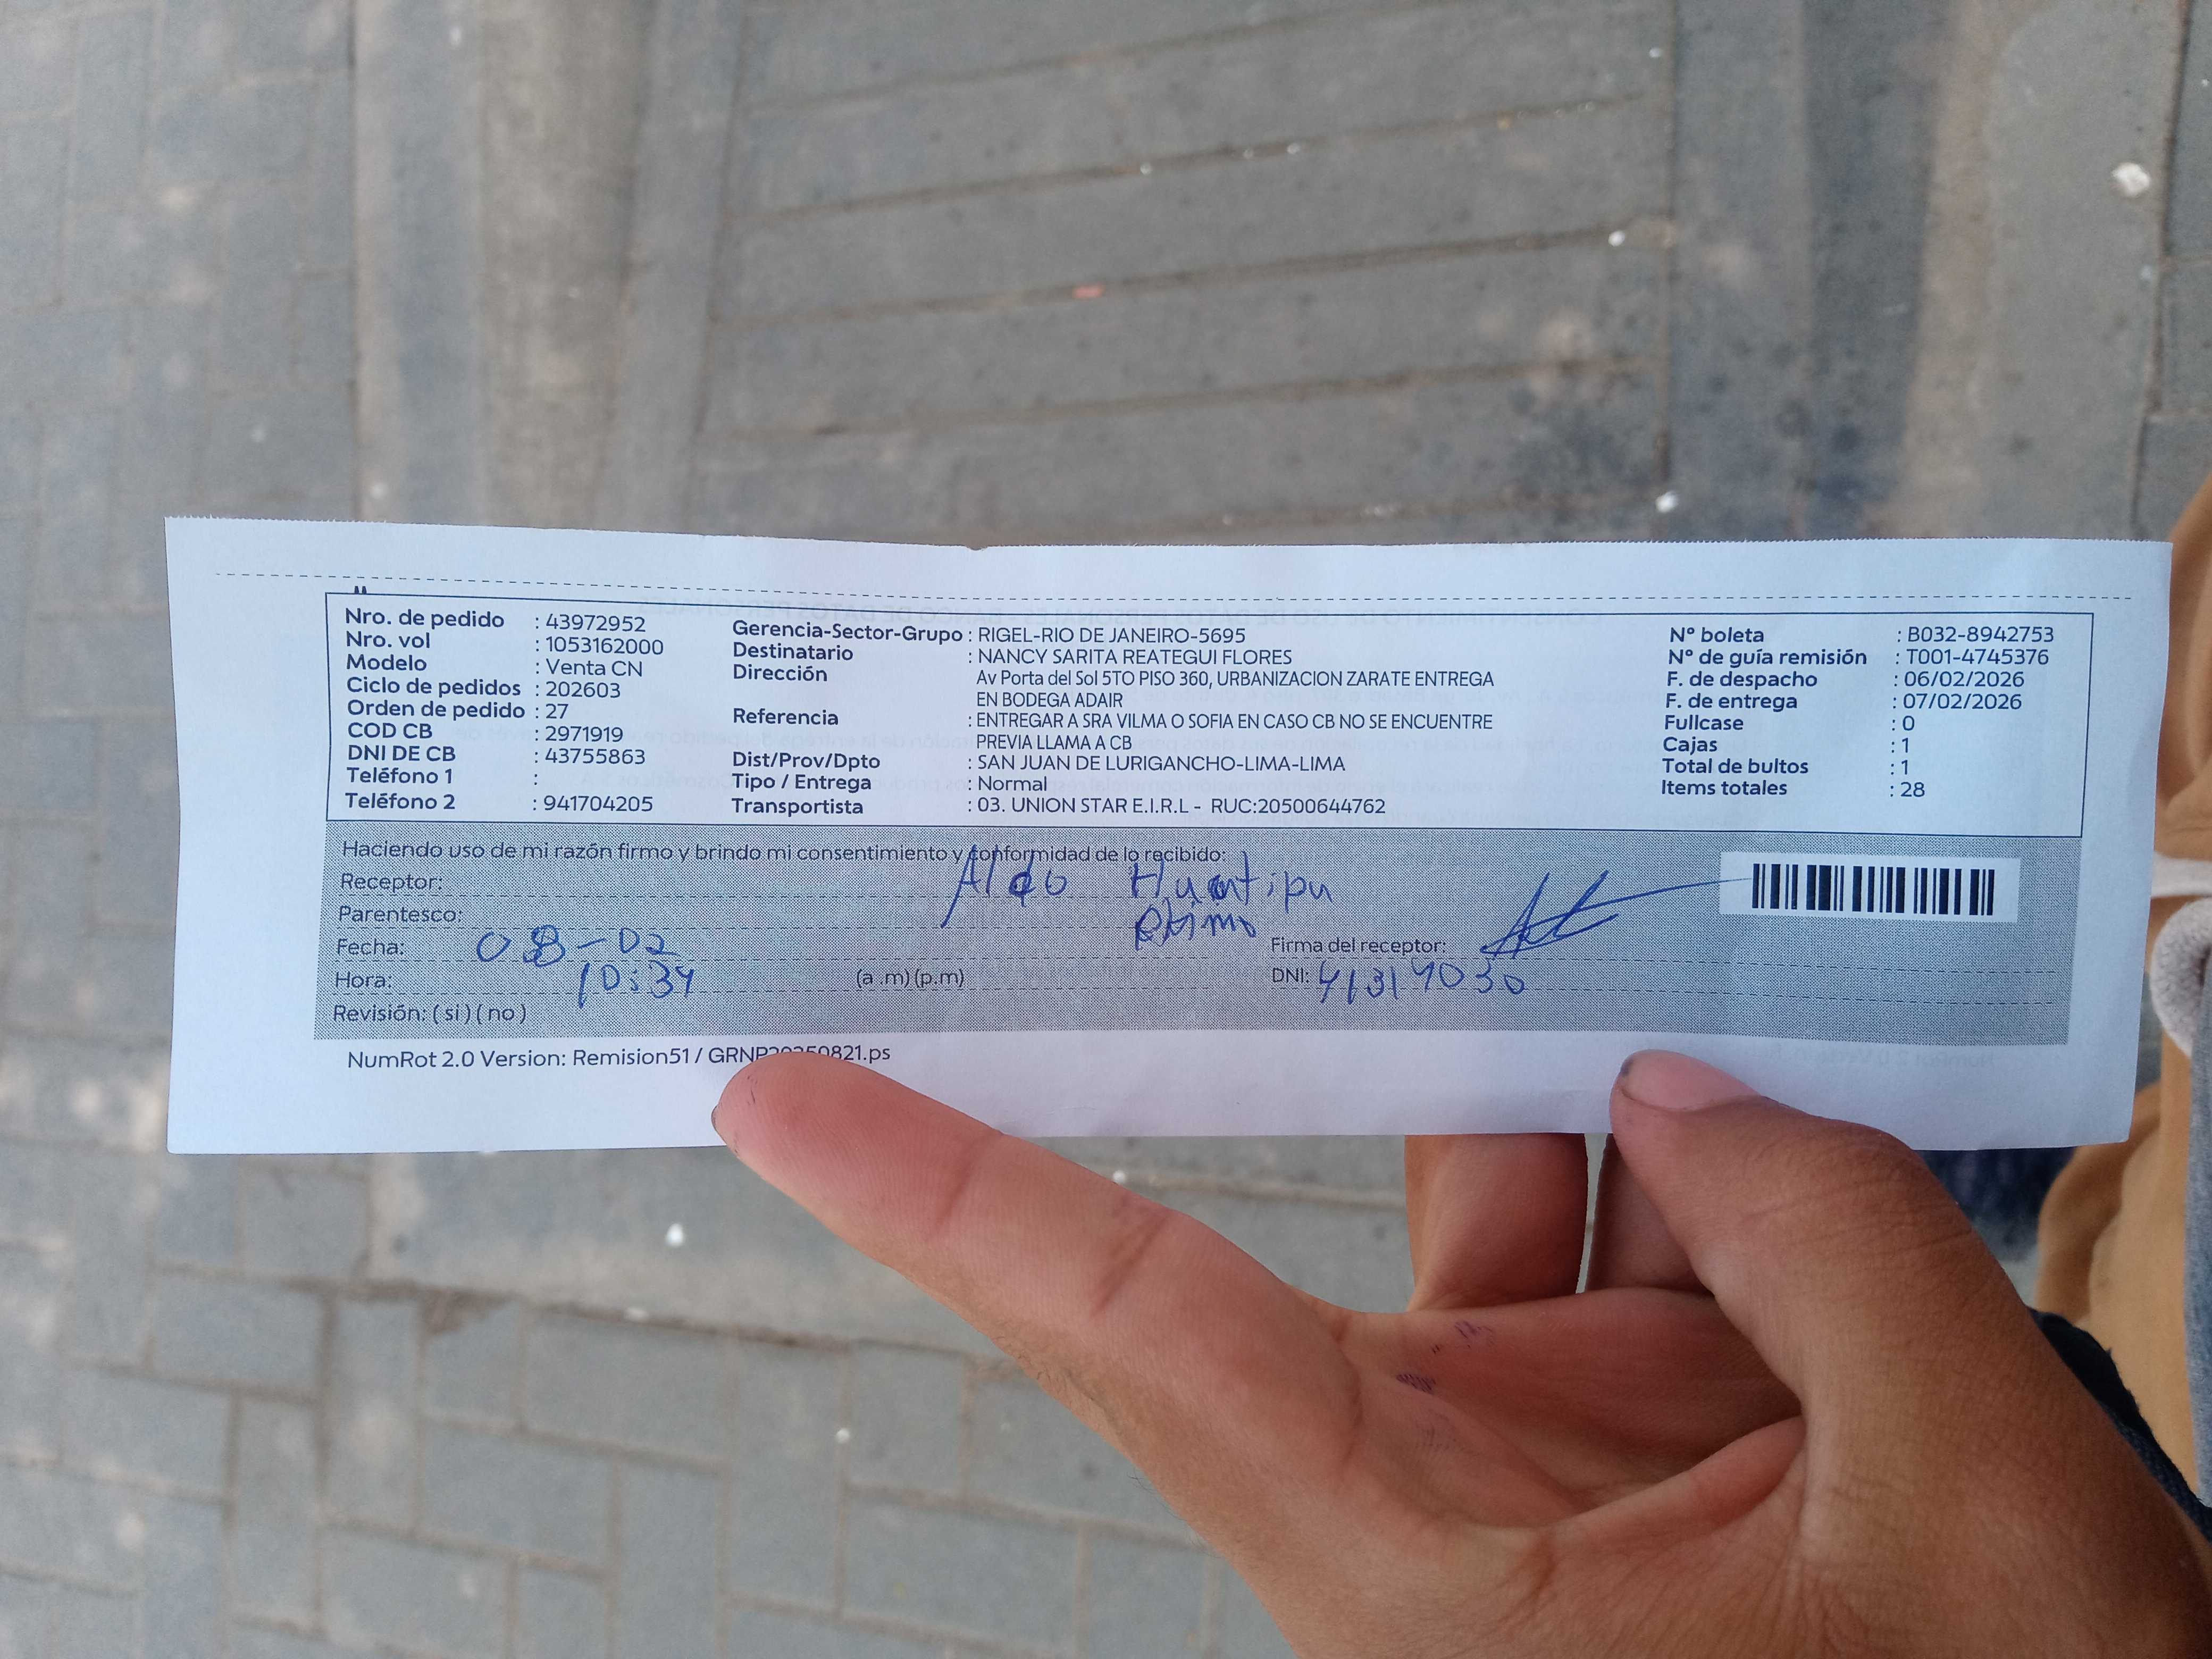 Nro. de pedido : 43972952
Nro. vol : 1053162000
Modelo : Venta CN
Ciclo de pedidos : 202603
Orden de pedido : 27
COD CB : 2971919
DNI DE CB : 43755863
Teléfono 1 :
Teléfono 2 : 941704205
Gerencia-Sector-Grupo : RIGEL-RIO DE JANEIRO-5695
Destinatario : NANCY SARITA REATEGUI FLORES
Dirección Av Porta del Sol 5TO PISO 360, URBANIZACION ZARATE ENTREGA
EN BODEGA ADAIR
Referencia : ENTREGAR A SRA VILMA O SOFIA EN CASO CB NO SE ENCUENTRE
PREVIA LLAMA A CB
Dist/Prov/Dpto : SAN JUAN DE LURIGANCHO-LIMA-LIMA
Tipo / Entrega : Normal
Transportista : 03. UNION STAR E.I.R.L - RUC:20500644762
N° boleta : B032-8942753
N° de guía remisión : T001-4745376
F. de despacho : 06/02/2026
F. de entrega : 07/02/2026
Fullcase : 0
Cajas : 1
Total de bultos : 1
Items totales : 28
Haciendo uso de mi razón firmo y brindo mi consentimiento y conformidad de lo recibido:
Receptor: Aldo
Parentesco:
Fecha: 08-02 Firma del receptor:
Hora: 10:34 (a .m) (p.m) DNI: 41314030
Revisión: ( si ) ( no )
NumRot 2.0 Version: Remision51 / 0821.ps